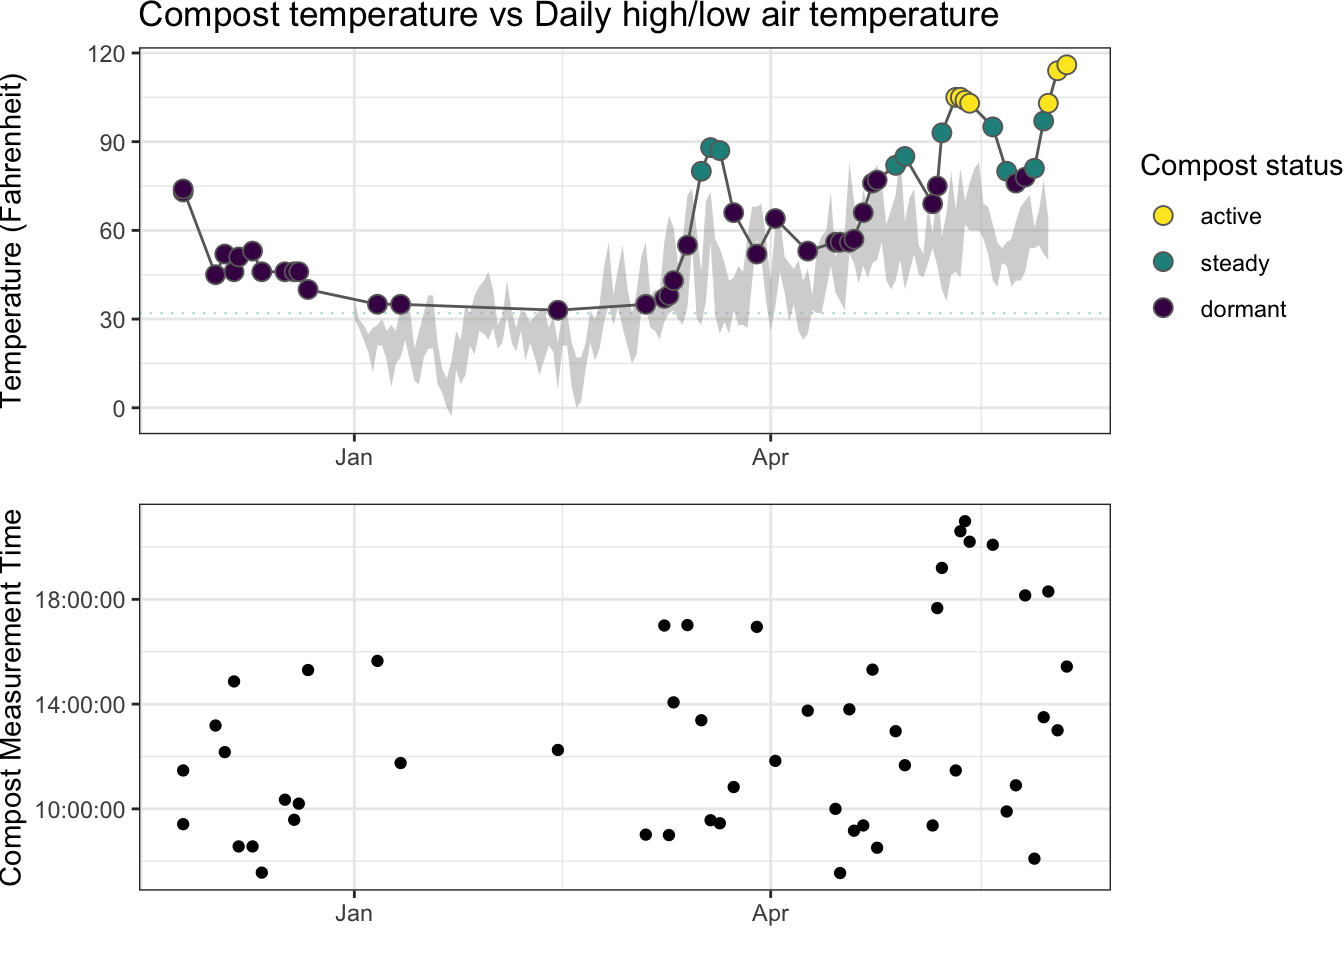 Compost temperature vs Daily high/low air temperature
Temperature (Fahrenheit)
120
90
60
30
0
Jan
Apr
Compost status
active
steady
dormant
Compost Measurement Time
18:00:00
14:00:00
10:00:00
Jan
Apr